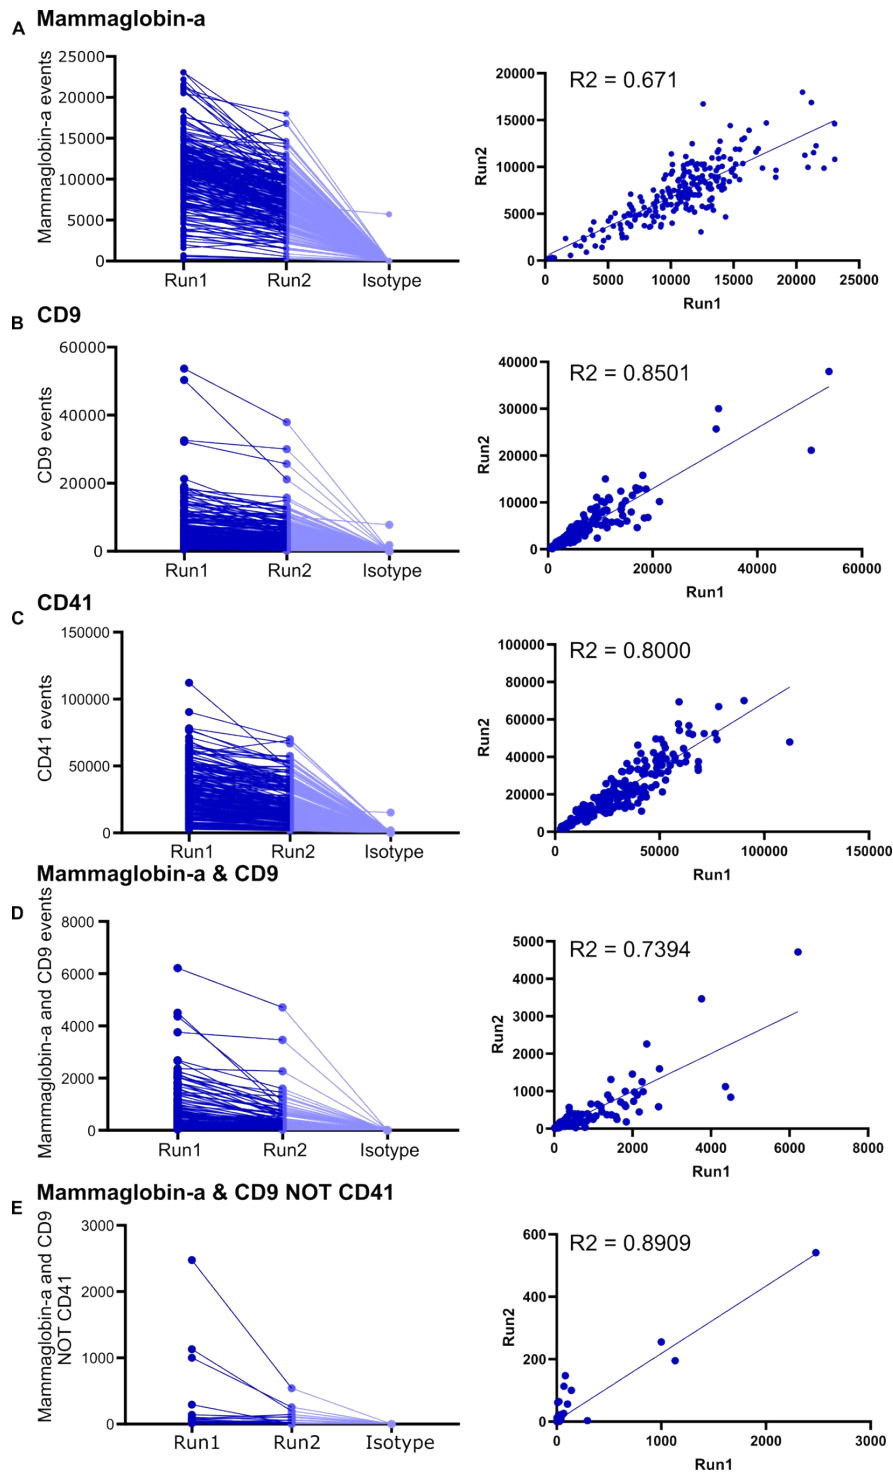 A Mammaglobin-a
Mammaglobin-a events
25000
20000
15000
10000
5000
0
Run1 Run2 Isotype
R2 = 0.671
Run2
20000
15000
10000
5000
0
0 5000 10000 15000 20000 25000
Run1
B CD9
CD9 events
60000
40000
20000
0
Run1 Run2 Isotype
R2 = 0.8501
Run2
40000
30000
20000
10000
0
0 20000 40000 60000
Run1
C CD41
CD41 events
150000
100000
50000
0
Run1 Run2 Isotype
R2 = 0.8000
Run2
100000
80000
60000
40000
20000
0
0 50000 100000 150000
Run1
D Mammaglobin-a & CD9
Mammaglobin-a and CD9 events
8000
6000
4000
2000
0
Run1 Run2 Isotype
R2 = 0.7394
Run2
5000
4000
3000
2000
1000
0
0 2000 4000 6000 8000
Run1
E Mammaglobin-a & CD9 NOT CD41
Mammaglobin-a and CD9
NOT CD41
3000
2000
1000
0
Run1 Run2 Isotype
R2 = 0.8909
Run2
600
400
200
0
0 1000 2000 3000
Run1